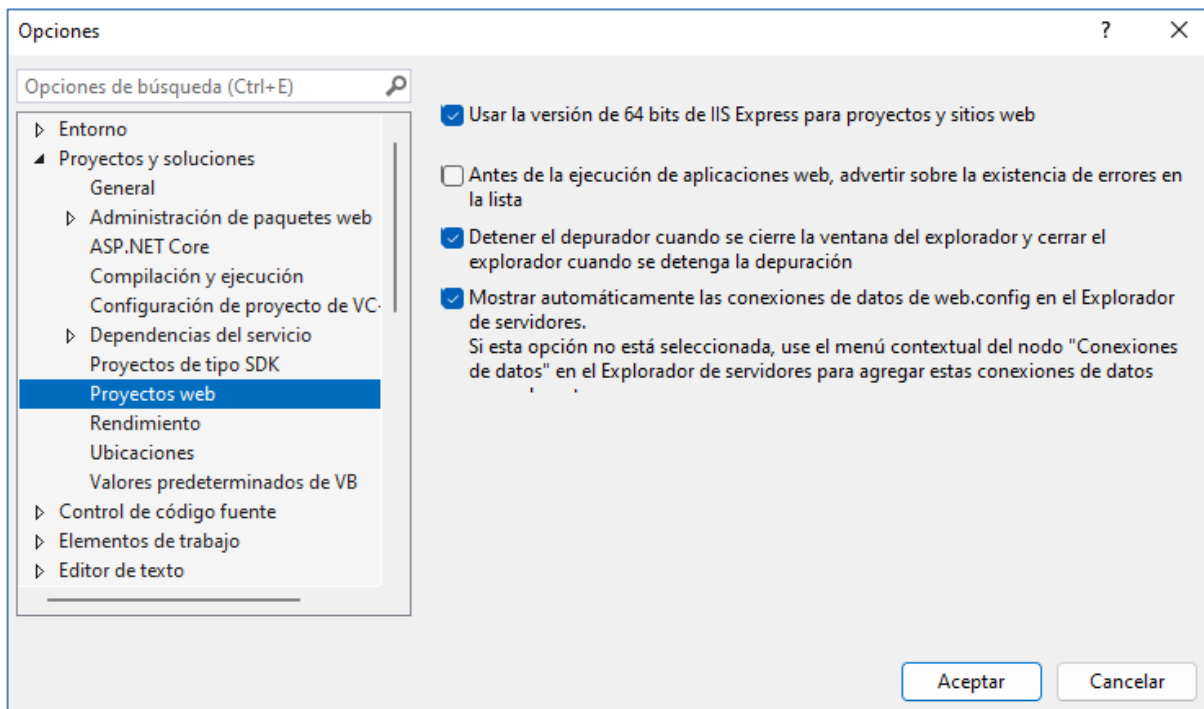 Opciones
?
Opciones de búsqueda (Ctrl+E)
Entorno
Proyectos y soluciones
General
Administración de paquetes web
ASP.NET Core
Compilación y ejecución
Configuración de proyecto de VC-
Dependencias del servicio
Proyectos de tipo SDK
Proyectos web
Rendimiento
Ubicaciones
Valores predeterminados de VB
Control de código fuente
Elementos de trabajo
Editor de texto
Usar la versión de 64 bits de IIS Express para proyectos y sitios web
Antes de la ejecución de aplicaciones web, advertir sobre la existencia de errores en
la lista
Detener el depurador cuando se cierre la ventana del explorador y cerrar el
explorador cuando se detenga la depuración
Mostrar automáticamente las conexiones de datos de web.config en el Explorador
de servidores.
Si esta opción no está seleccionada, use el menú contextual del nodo "Conexiones
de datos" en el Explorador de servidores para agregar estas conexiones de datos
Aceptar
Cancelar